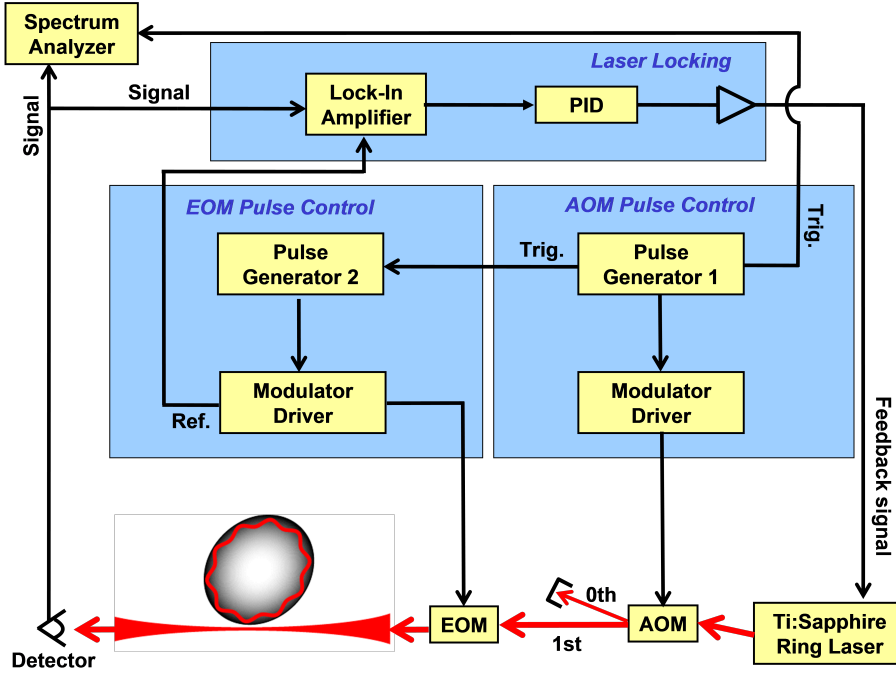 Spectrum
Analyzer
Laser Locking
Signal
Signal
Lock-In
Amplifier
PID
EOM Pulse Control
AOM Pulse Control
Trig.
Trig.
Pulse
Generator 2
Pulse
Generator 1
Modulator
Driver
Modulator
Driver
Ref.
Feedback signal
0th
1st
EOM
AOM
Ti:Sapphire
Ring Laser
Detector